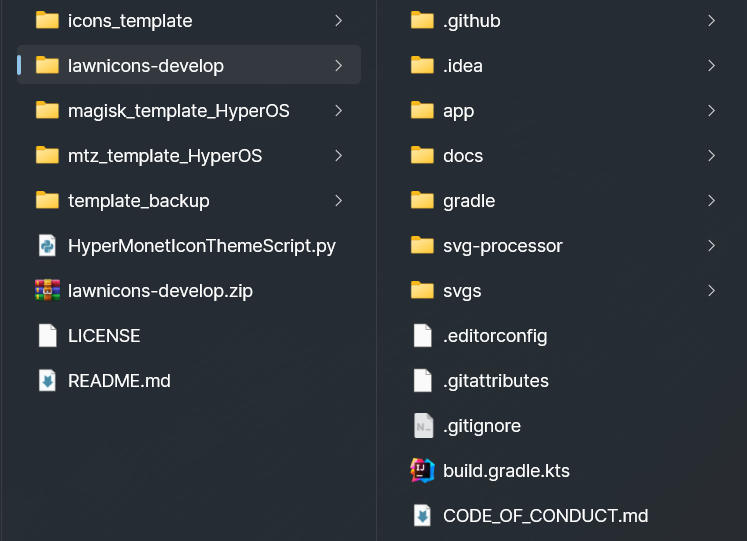 icons_template
lawnicons-develop
magisk_template_HyperOS
mtz_template_HyperOS
template_backup
HyperMonetIconThemeScript.py
lawnicons-develop.zip
LICENSE
README.md
.github
.idea
app
docs
gradle
svg-processor
svgs
.editorconfig
.gitattributes
.gitignore
build.gradle.kts
CODE_OF_CONDUCT.md